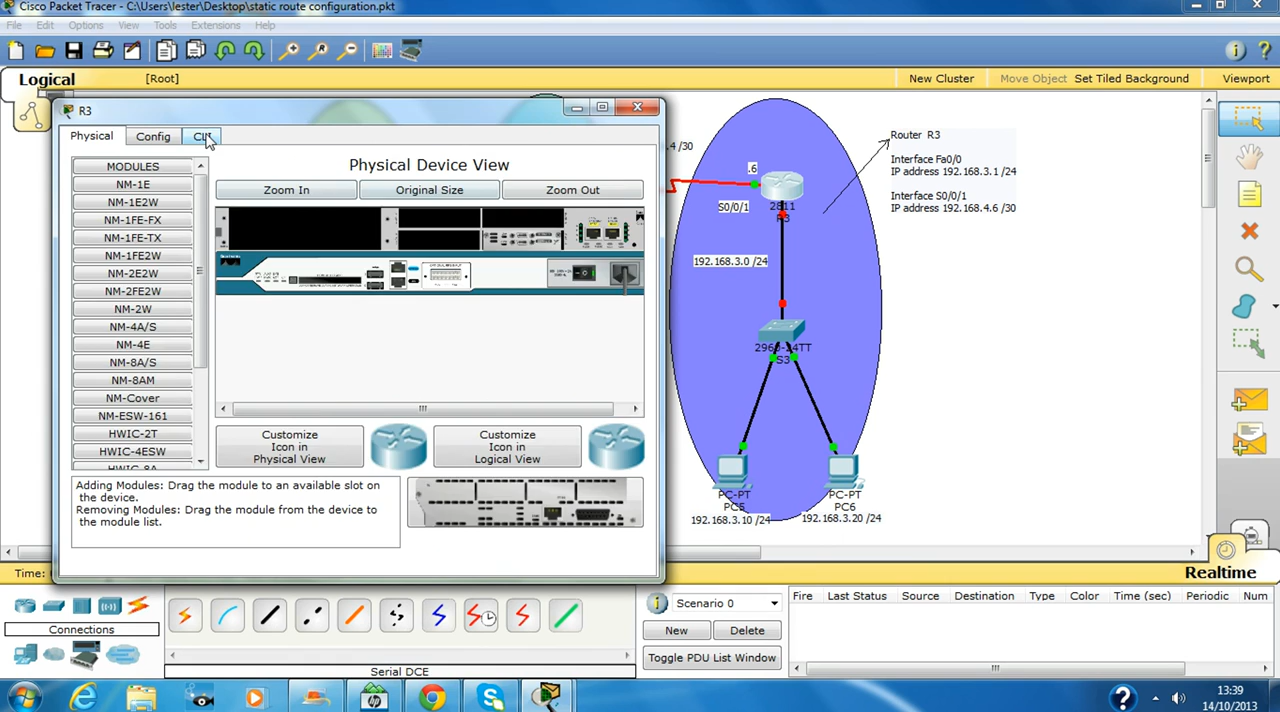 Cisco Packet Tracer - C:\Users\lester\Desktop\static route configuration.pkt
File Edit Options View Tools Extensions Help
Logical
[Root]
New Cluster
Move Object
Set Tiled Background
Viewport
R3
Physical
Config
MODULES
NM-1E
NM-1E2W
NM-1FE-FX
NM-1FE-TX
NM-1FE2W
NM-2E2W
NM-2FE2W
NM-2W
NM-4A/S
NM-4E
NM-8A/S
NM-8AM
NM-Cover
NM-ESW-161
HWIC-2T
HWIC-4ESW
HWIC-8A
Physical Device View
Zoom In
Original Size
Zoom Out
Customize
Icon in
Physical View
Customize
Icon in
Logical View
Adding Modules: Drag the module to an available slot on
the device.
Removing Modules: Drag the module from the device to
the module list.
.4 /30
.6
S0/0/1
2811
R3
192.168.3.0 /24
2960-24TT
S3
PC-PT
PC5
192.168.3.10 /24
PC-PT
PC6
192.168.3.20 /24
Router R3
Interface Fa0/0
IP address 192.168.3.1 /24
Interface S0/0/1
IP address 192.168.4.6 /30
Time:
Realtime
Connections
Serial DCE
Scenario 0
New
Delete
Toggle PDU List Window
Fire Last Status Source Destination Type Color Time (sec) Periodic Num
13:39
14/10/2013